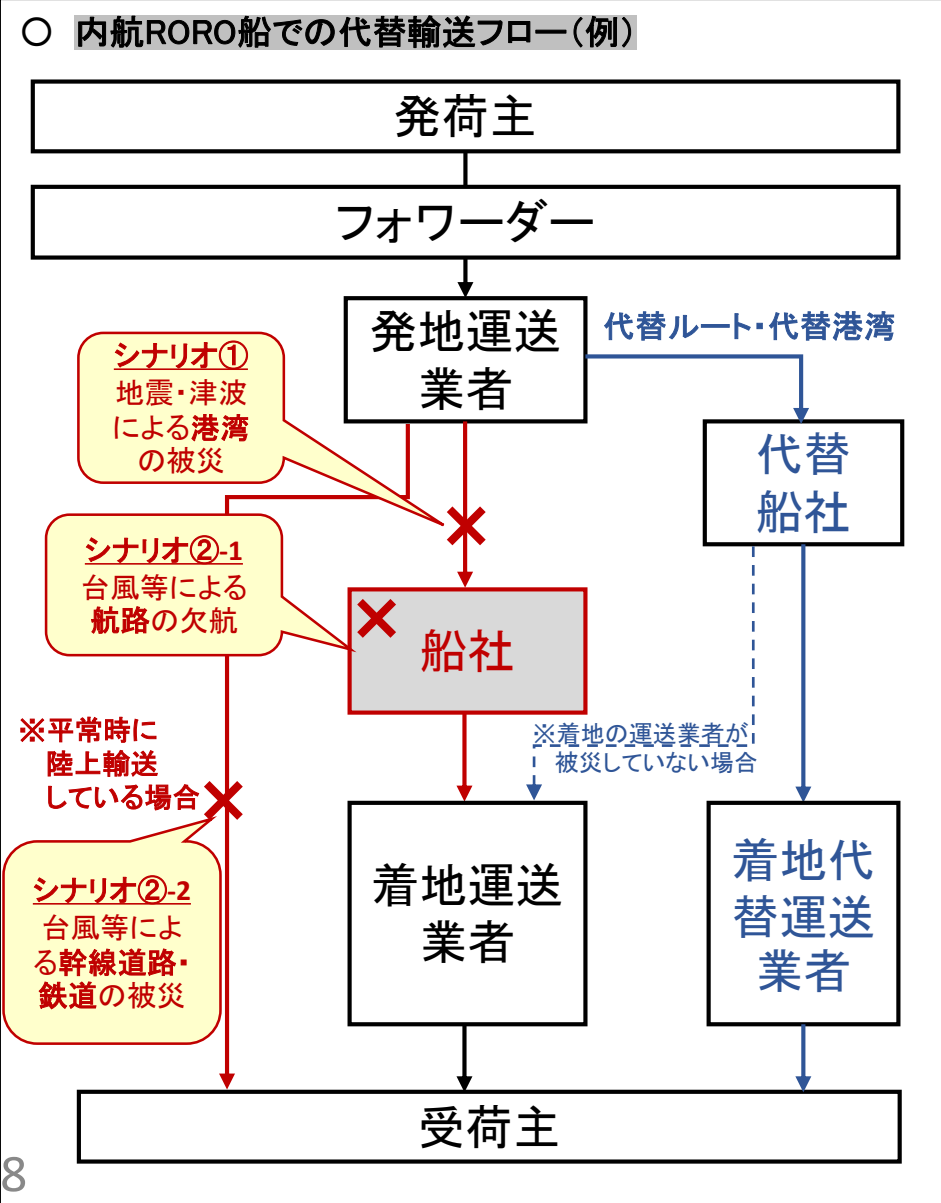 ○ 内航RORO船での代替輸送フロー(例)
発荷主
フォワーダー
発地運送
業者
代替ルート・代替港湾
シナリオ①
地震・津波
による港湾
の被災
代替
船社
シナリオ②-1
台風等による
航路の欠航
船社
※平常時に
陸上輸送
している場合
※着地の運送業者が
被災していない場合
シナリオ②-2
台風等によ
る幹線道路・
鉄道の被災
着地運送
業者
着地代
替運送
業者
受荷主
8